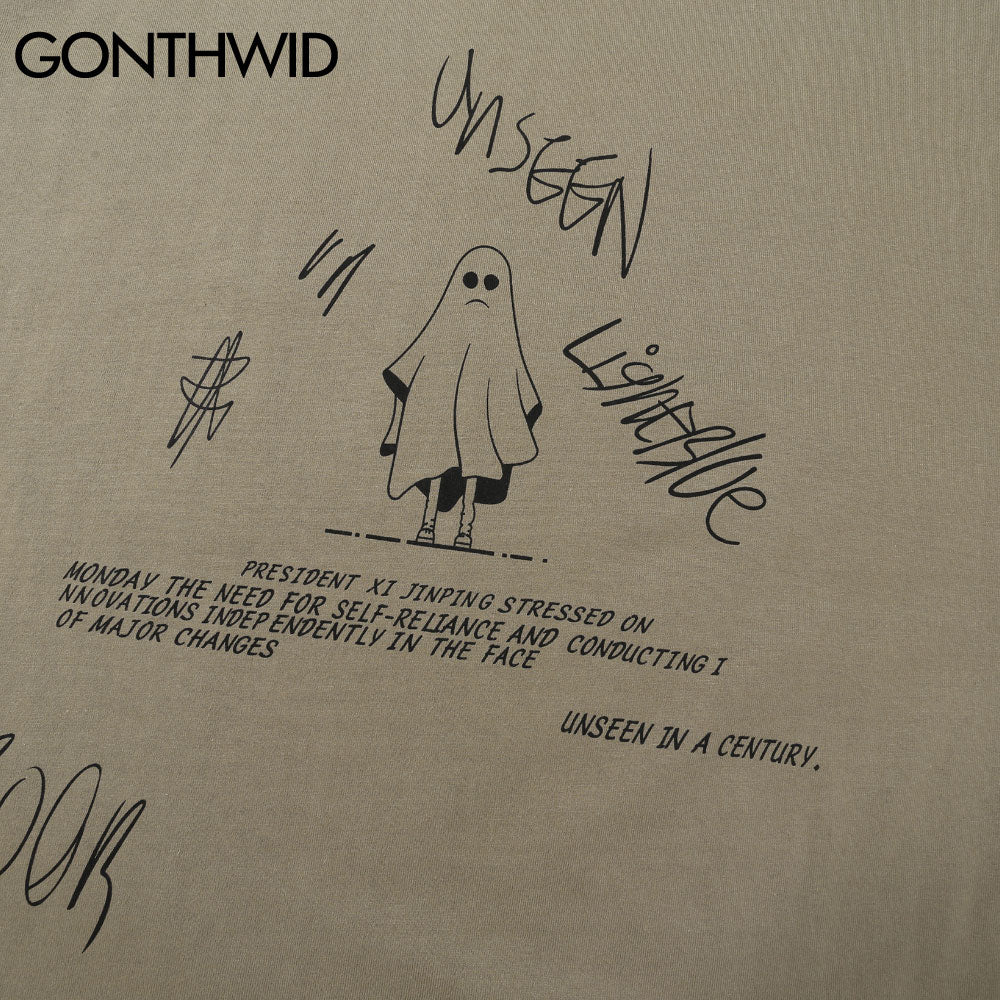 GONTHWID
UNSEEN
PRESIDENT XI JINPING STRESSED ON
MONDAY THE NEED FOR SELF-RELIANCE AND CONDUCTING I
NNOVATIONS INDEPENDENTLY IN THE FACE
OF MAJOR CHANGES
UNSEEN IN A CENTURY.